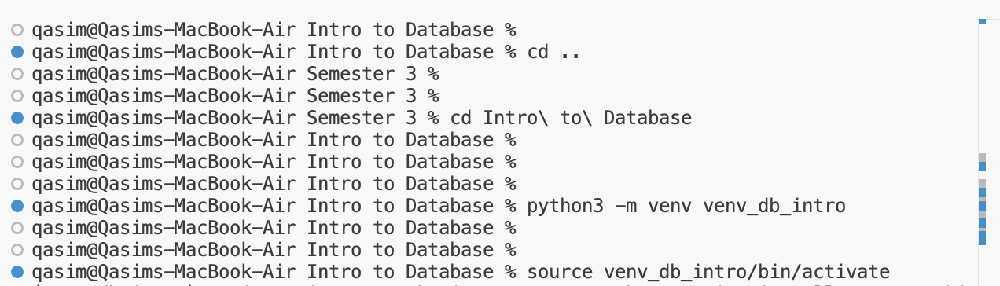 qasim@Qasims-MacBook-Air Intro to Database %
qasim@Qasims-MacBook-Air Intro to Database % cd ..
qasim@Qasims-MacBook-Air Semester 3 %
qasim@Qasims-MacBook-Air Semester 3 %
qasim@Qasims-MacBook-Air Semester 3 % cd Intro\ to\ Database
qasim@Qasims-MacBook-Air Intro to Database %
qasim@Qasims-MacBook-Air Intro to Database %
qasim@Qasims-MacBook-Air Intro to Database %
qasim@Qasims-MacBook-Air Intro to Database % python3 -m venv venv_db_intro
qasim@Qasims-MacBook-Air Intro to Database %
qasim@Qasims-MacBook-Air Intro to Database %
qasim@Qasims-MacBook-Air Intro to Database % source venv_db_intro/bin/activate